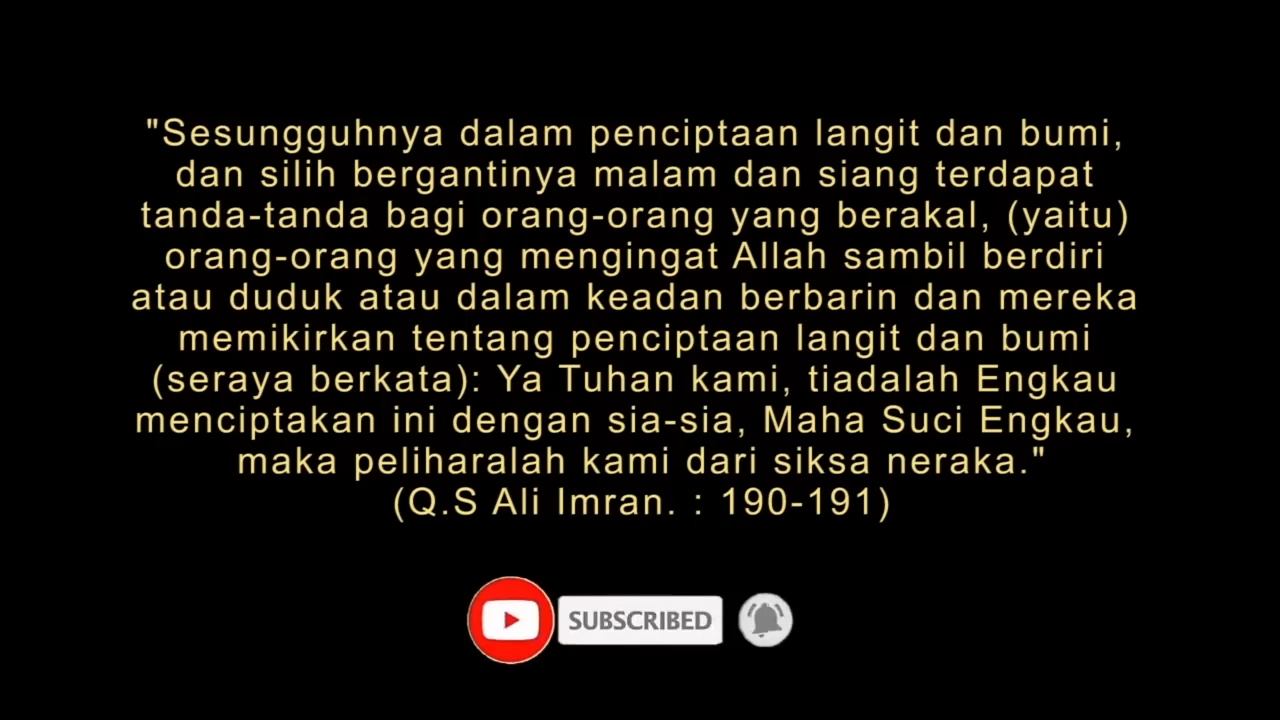 "Sesungguhnya dalam penciptaan langit dan bumi,
dan silih bergantinya malam dan siang terdapat
tanda-tanda bagi orang-orang yang berakal, (yaitu)
orang-orang yang mengingat Allah sambil berdiri
atau duduk atau dalam keadan berbarin dan mereka
memikirkan tentang penciptaan langit dan bumi
(seraya berkata): Ya Tuhan kami, tiadalah Engkau
menciptakan ini dengan sia-sia, Maha Suci Engkau,
maka peliharalah kami dari siksa neraka."
(Q.S Ali Imran. : 190-191)
SUBSCRIBED